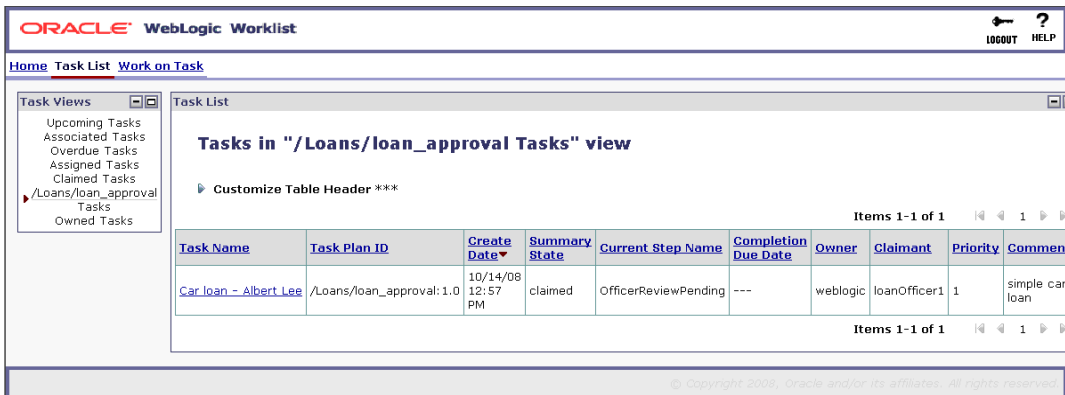 ORACLE WebLogic Worklist
LOGOUT
?
HELP
Home Task List Work on Task
Task Views
Upcoming Tasks
Associated Tasks
Overdue Tasks
Assigned Tasks
Claimed Tasks
/Loans/loan_approval
Tasks
Owned Tasks
Task List
Tasks in "/Loans/loan_approval Tasks" view
Customize Table Header ***
Items 1-1 of 1 1
Task Name Task Plan ID Create Date Summary State Current Step Name Completion Due Date Owner Claimant Priority Commen
Car loan - Albert Lee /Loans/loan_approval:1.0 10/14/08 12:57 PM claimed OfficerReviewPending --- weblogic loanOfficer1 1 simple car loan
Items 1-1 of 1 1
© Copyright 2008, Oracle and/or its affiliates. All rights reserved.